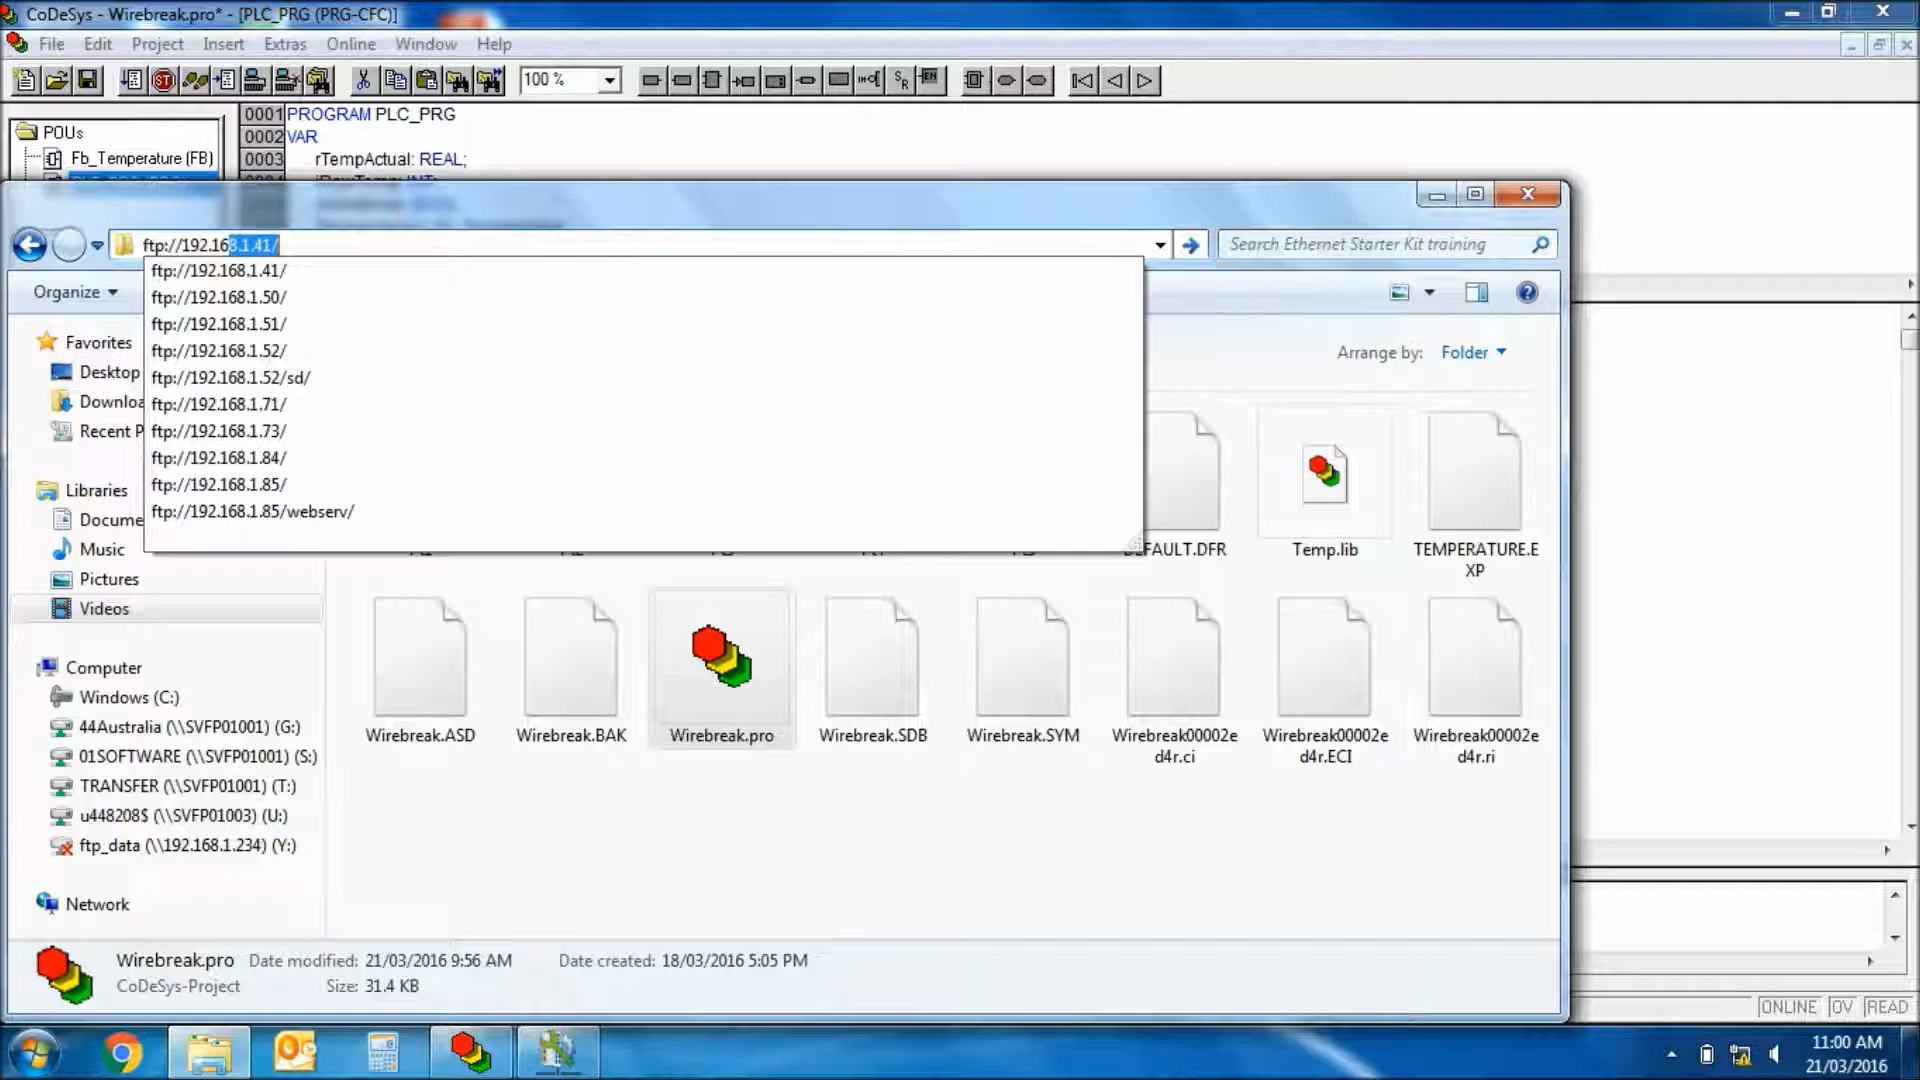 CoDeSys - Wirebreak.pro* - [PLC_PRG (PRG-CFC)]
File Edit Project Insert Extras Online Window Help
100 %
POUs
Fb_Temperature (FB)
0001 PROGRAM PLC_PRG
0002 VAR
0003 rTempActual: REAL;
ftp://192.168.1.41/
Search Ethernet Starter Kit training
ftp://192.168.1.41/
ftp://192.168.1.50/
ftp://192.168.1.51/
ftp://192.168.1.52/
ftp://192.168.1.52/sd/
ftp://192.168.1.71/
ftp://192.168.1.73/
ftp://192.168.1.84/
ftp://192.168.1.85/
ftp://192.168.1.85/webserv/
Organize
Arrange by: Folder
Favorites
Desktop
Downloa
Recent P
Libraries
Docume
Music
Pictures
Videos
Computer
Windows (C:)
44Australia (\\SVFP01001) (G:)
01SOFTWARE (\\SVFP01001) (S:)
TRANSFER (\\SVFP01001) (T:)
u448208$ (\\SVFP01003) (U:)
ftp_data (\\192.168.1.234) (Y:)
Network
EFAULT.DFR
Temp.lib
TEMPERATURE.E
XP
Wirebreak.ASD
Wirebreak.BAK
Wirebreak.pro
Wirebreak.SDB
Wirebreak.SYM
Wirebreak00002e
d4r.ci
Wirebreak00002e
d4r.ECI
Wirebreak00002e
d4r.ri
Wirebreak.pro Date modified: 21/03/2016 9:56 AM Date created: 18/03/2016 5:05 PM
CoDeSys-Project Size: 31.4 KB
ONLINE OV READ
11:00 AM
21/03/2016